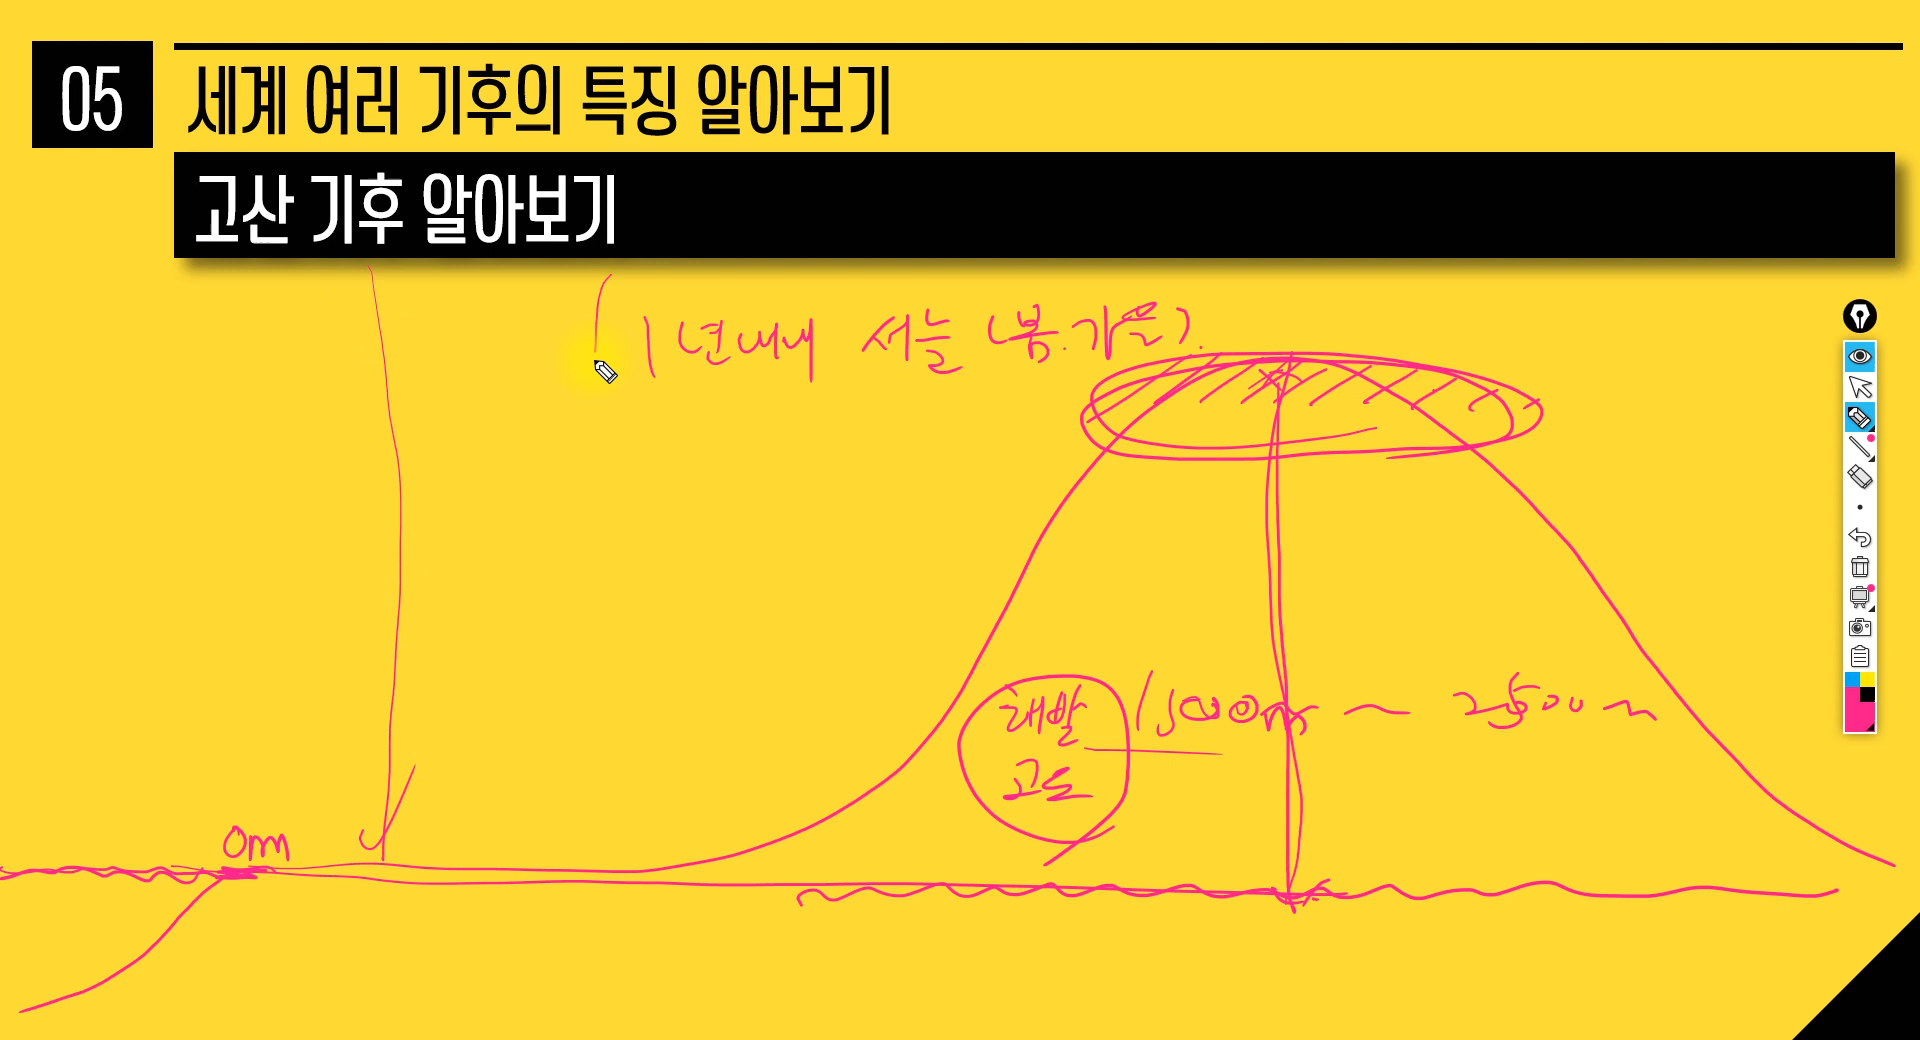 05
세계 여러 기후의 특징 알아보기
고산 기후 알아보기
1년내내 서늘 (봄.가을).
해발 1500m ~ 2500m
고도
0m